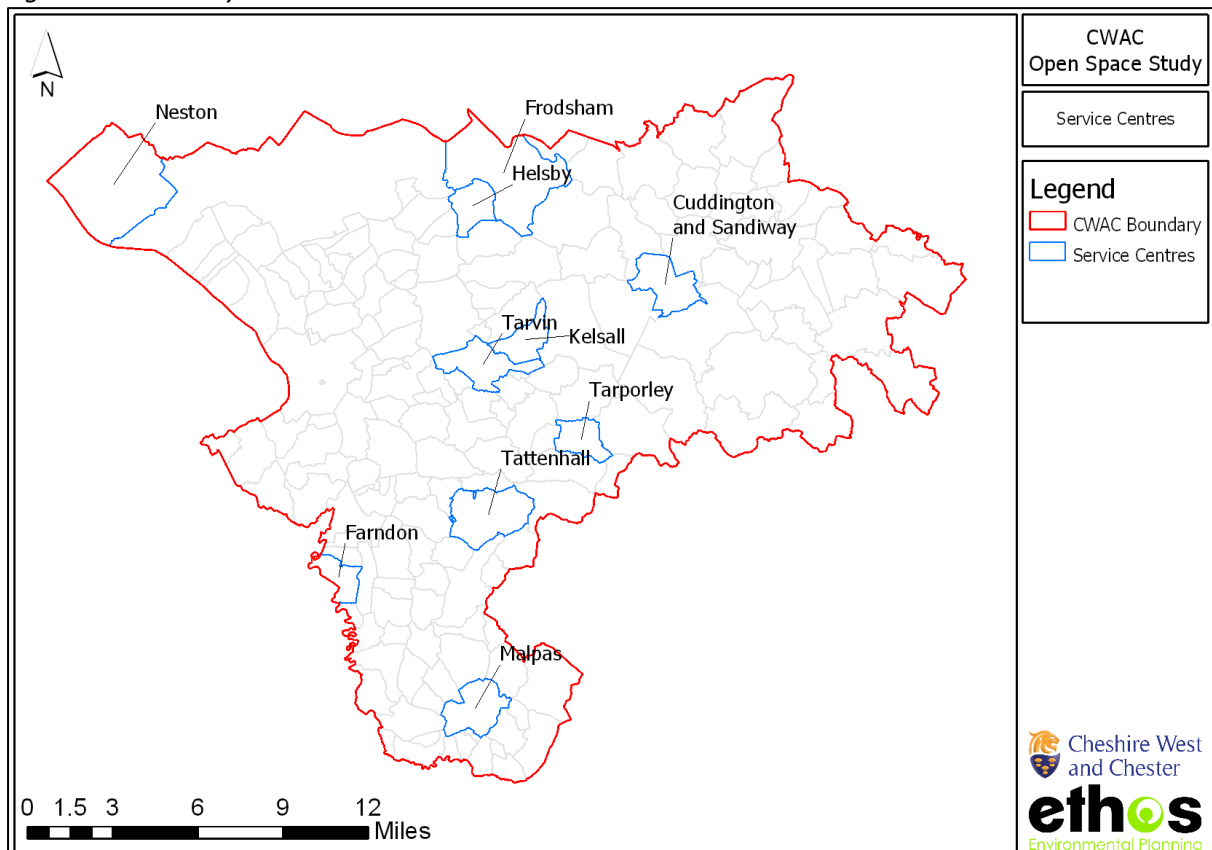 CWAC
Open Space Study
Service Centres
Legend
CWAC Boundary
Service Centres
N
Neston
Frodsham
Helsby
Cuddington
and Sandiway
Tarvin
Kelsall
Tarporley
Tattenhall
Farndon
Malpas
0 1.5 3 6 9 12
Miles
Cheshire West
and Chester
ethos
Environmental Planning